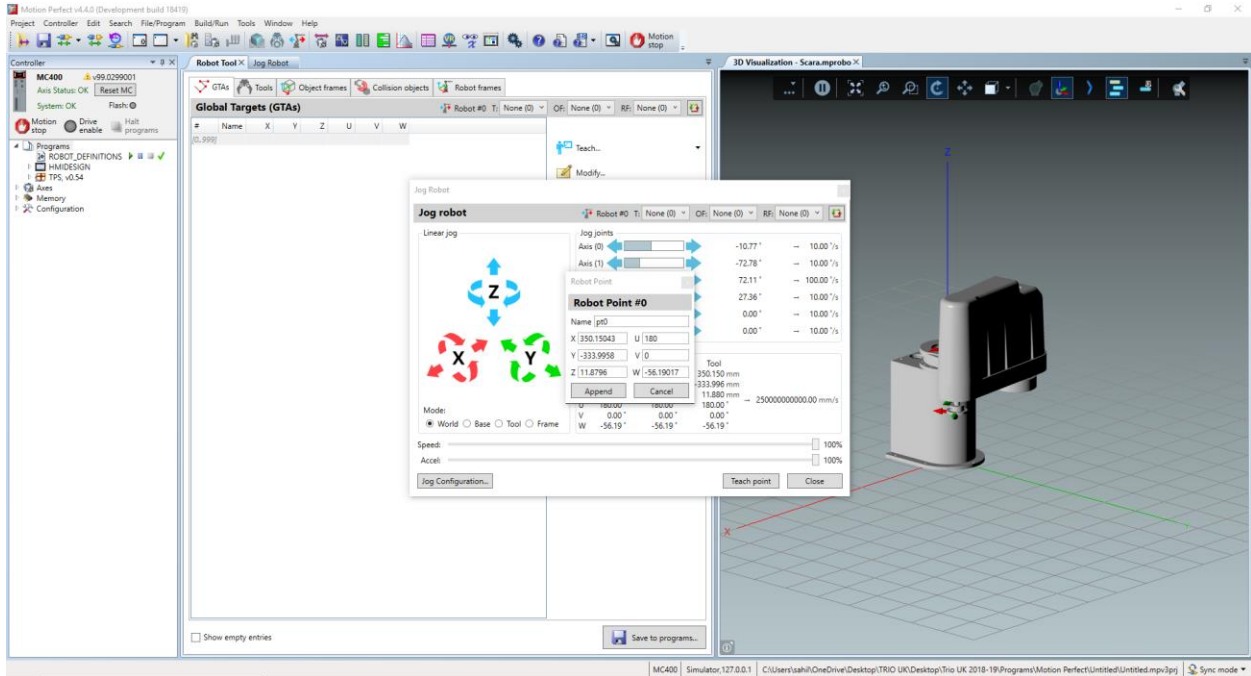 Motion Perfect v4.4.0 (Development build 18419)
Project Controller Edit Search File/Program Build/Run Tools Window Help
Motion stop
Controller
MC400 v99.0299001
Axis Status: OK Reset MC
System: OK Flash:
Motion stop Drive enable Halt programs
Programs
ROBOT_DEFINITIONS
HMIDESIGN
TPS, v0.54
Axes
Memory
Configuration
Robot Tool Jog Robot
GTAs Tools Object frames Collision objects Robot frames
Global Targets (GTAs) Robot #0 T: None (0) OF: None (0) RF: None (0)
# Name X Y Z U V W
[0..999]
Teach...
Modify...
Show empty entries
Save to programs...
Jog Robot
Jog robot Robot #0 T: None (0) OF: None (0) RF: None (0)
Linear jog
Z
X
Y
Mode:
World Base Tool Frame
Jog joints
Axis (0) -10.77 ° → 10.00 °/s
Axis (1) -72.78 ° → 10.00 °/s
72.11 ° → 100.00 °/s
27.36 ° → 10.00 °/s
0.00 ° → 10.00 °/s
0.00 ° → 10.00 °/s
Robot Point
Robot Point #0
Name pt0
X 350.15043 U 180
Y -333.9958 V 0
Z 11.8796 W -56.19017
Append Cancel
Tool
350.150 mm
-333.996 mm
11.880 mm
→ 25000000000.00 mm/s
U 180.00 180.00 180.00 °
V 0.00 ° 0.00 ° 0.00 °
W -56.19 ° -56.19 ° -56.19 °
Speed: 100%
Accel: 100%
Jog Configuration... Teach point Close
3D Visualization - Scara.mprobo
Z
X
MC400 Simulator,127.0.0.1 C:\Users\sahil\OneDrive\Desktop\TRIO UK\Desktop\Trio UK 2018-19\Programs\Motion Perfect\Untitled\Untitled.mpv3prj Sync mode